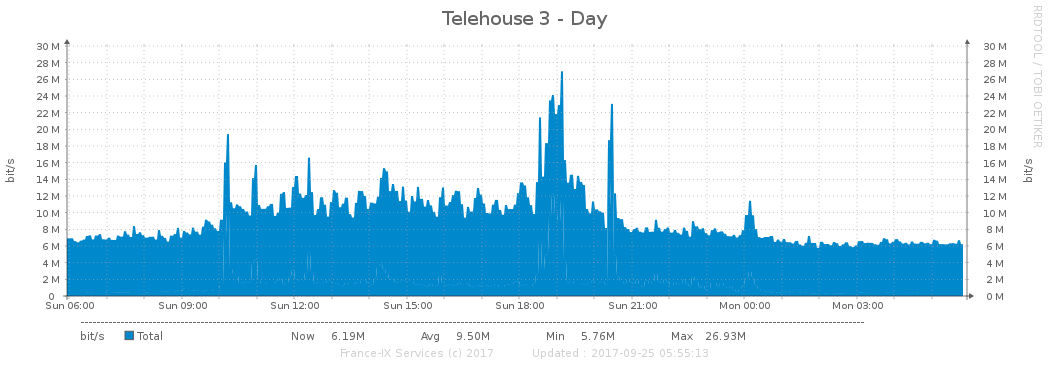 Telehouse 3 - Day
RRDTOOL / TOBI OETIKER
bit/s
30 M 30 M
28 M 28 M
26 M 26 M
24 M 24 M
22 M 22 M
20 M 20 M
18 M 18 M
16 M 16 M
14 M 14 M
12 M 12 M
10 M 10 M
8 M 8 M
6 M 6 M
4 M 4 M
2 M 2 M
0 0 M
bit/s
Sun 06:00 Sun 09:00 Sun 12:00 Sun 15:00 Sun 18:00 Sun 21:00 Mon 00:00 Mon 03:00
bit/s Total Now 6.19M Avg 9.50M Min 5.76M Max 26.93M
France-IX Services (c) 2017 Updated : 2017-09-25 05:55:13